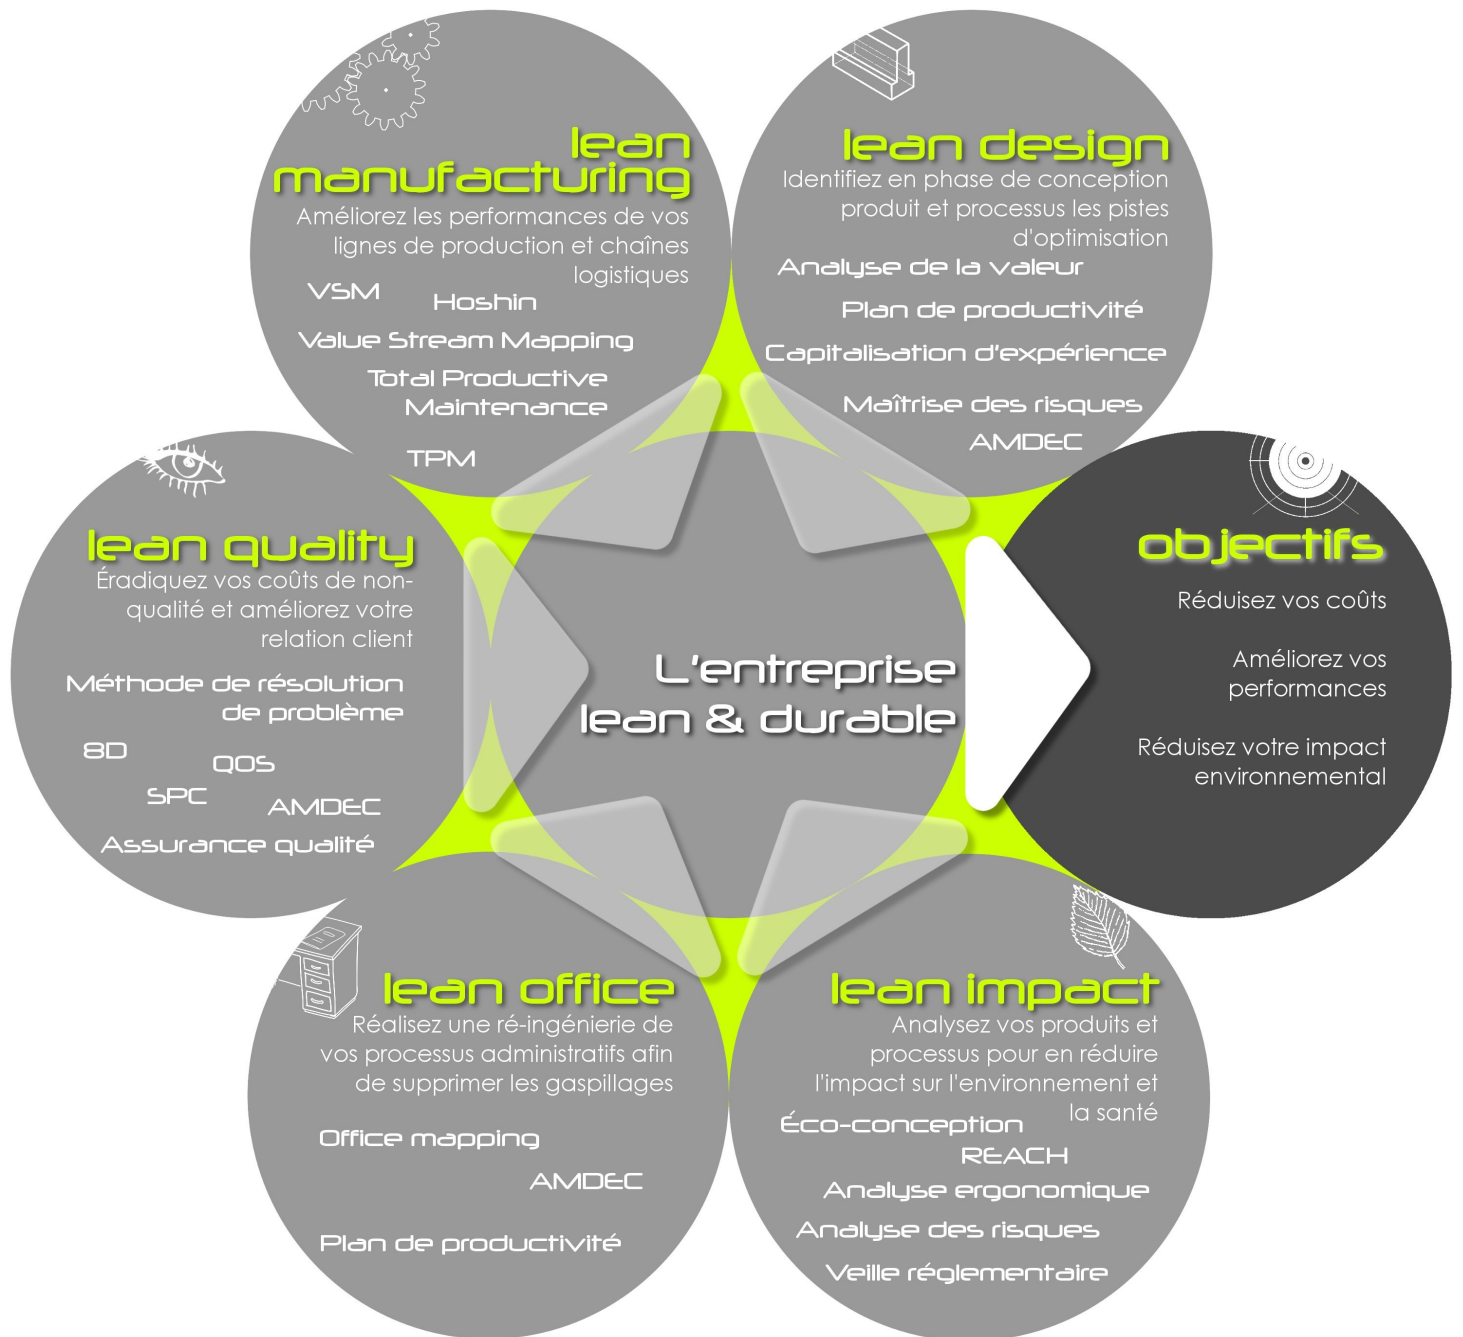 lean
manufacturing
Améliorez les performances de vos
lignes de production et chaînes
logistiques
VSM
Hoshin
Value Stream Mapping
Total Productive
Maintenance
TPM
lean design
Identifiez en phase de conception
produit et processus les pistes
d'optimisation
Analyse de la valeur
Plan de productivité
Capitalisation d'expérience
Maîtrise des risques
AMDEC
lean quality
Éradiquez vos coûts de non-
qualité et améliorez votre
relation client
Méthode de résolution
de problème
8D
QOS
SPC
AMDEC
Assurance qualité
L'entreprise
lean & durable
objectifs
Réduisez vos coûts
Améliorez vos
performances
Réduisez votre impact
environnemental
lean office
Réalisez une ré-ingénierie de
vos processus administratifs afin
de supprimer les gaspillages
Office mapping
AMDEC
Plan de productivité
lean impact
Analysez vos produits et
processus pour en réduire
l'impact sur l'environnement et
la santé
Éco-conception
REACH
Analyse ergonomique
Analyse des risques
Veille réglementaire